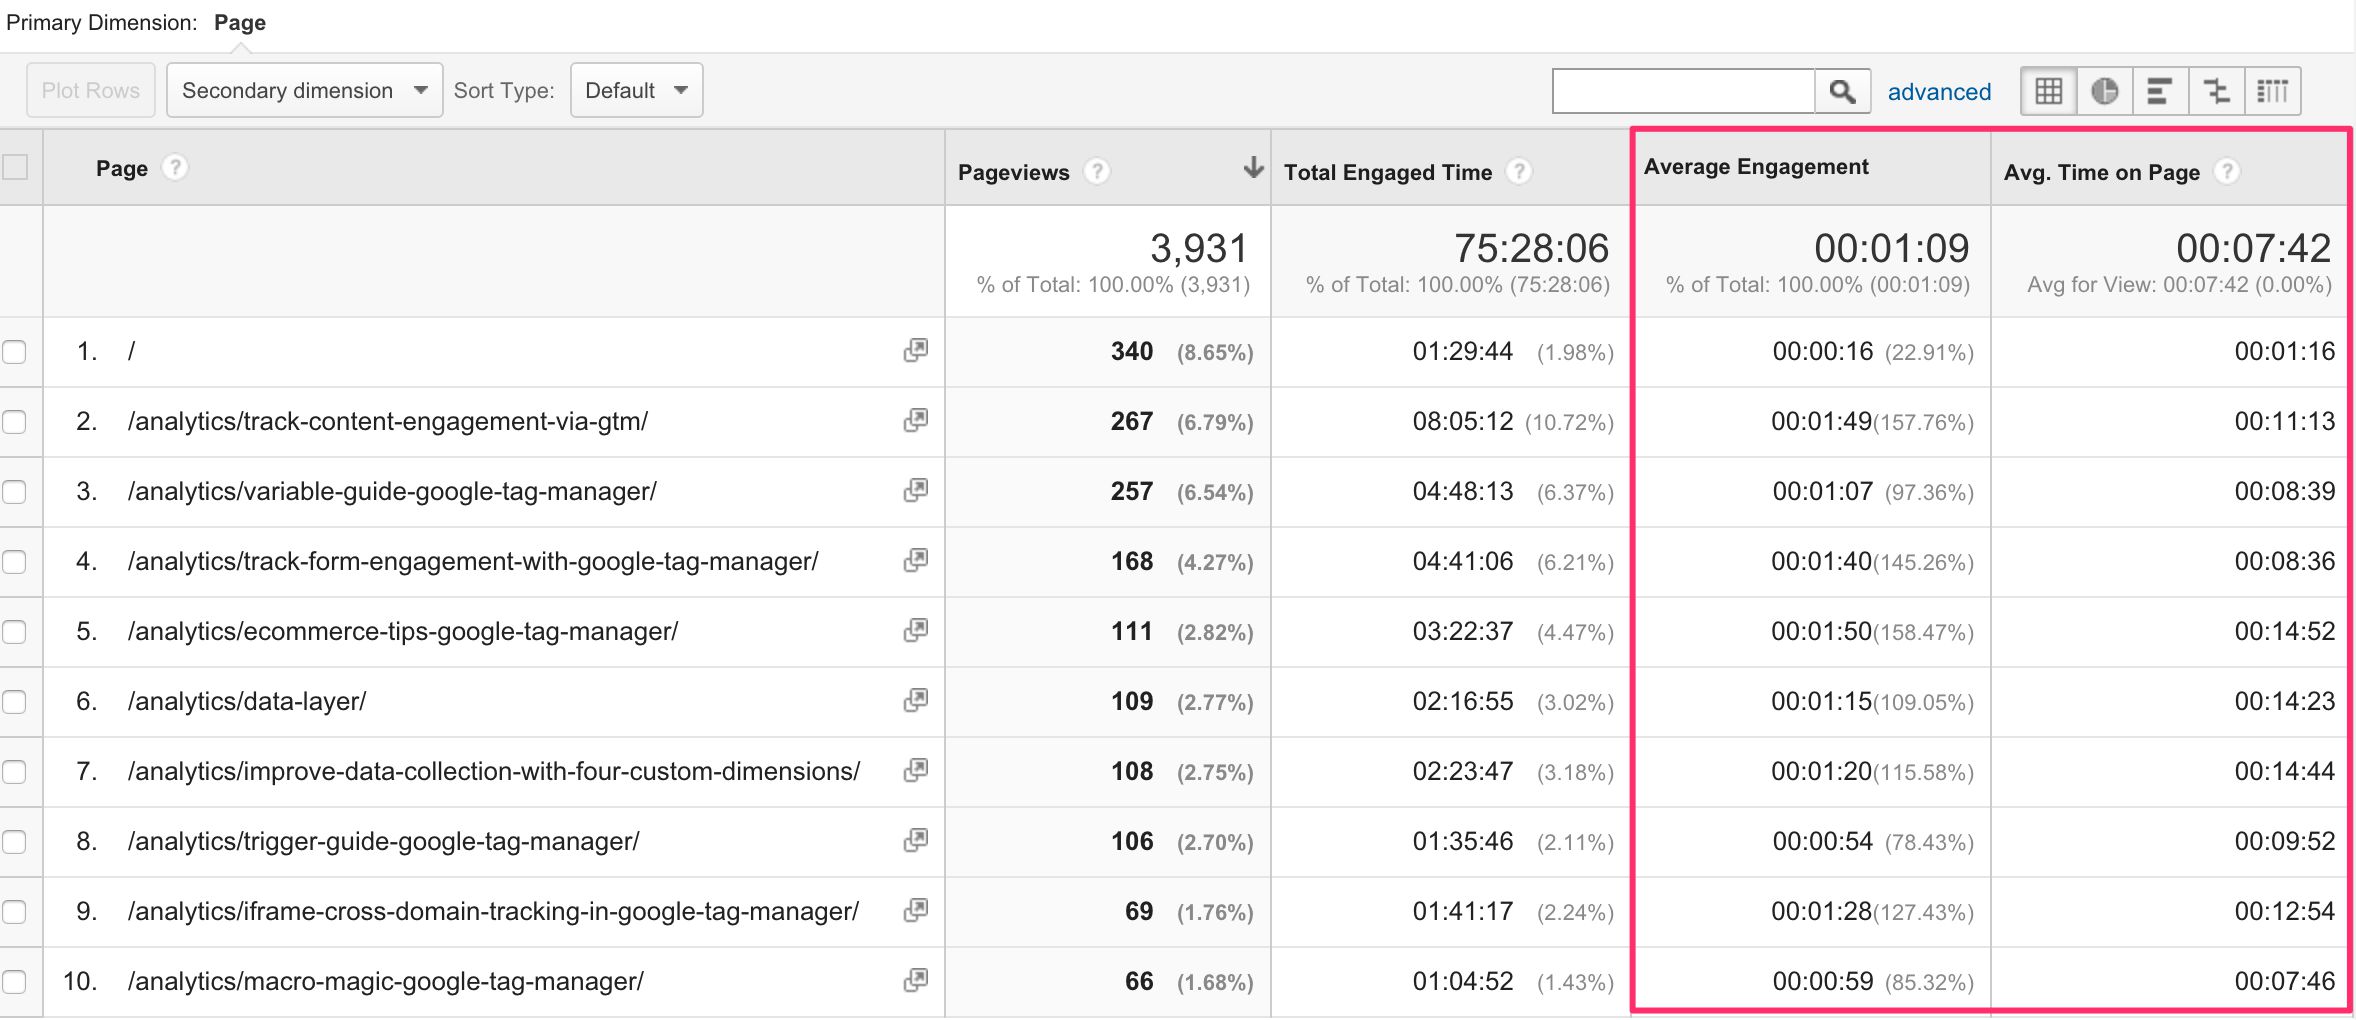 Primary Dimension: Page
Plot Rows Secondary dimension Sort Type: Default advanced
Page ? Pageviews ? Total Engaged Time ? Average Engagement Avg. Time on Page ?
3,931 75:28:06 00:01:09 00:07:42
% of Total: 100.00% (3,931) % of Total: 100.00% (75:28:06) % of Total: 100.00% (00:01:09) Avg for View: 00:07:42 (0.00%)
1. / 340 (8.65%) 01:29:44 (1.98%) 00:00:16 (22.91%) 00:01:16
2. /analytics/track-content-engagement-via-gtm/ 267 (6.79%) 08:05:12 (10.72%) 00:01:49 (157.76%) 00:11:13
3. /analytics/variable-guide-google-tag-manager/ 257 (6.54%) 04:48:13 (6.37%) 00:01:07 (97.36%) 00:08:39
4. /analytics/track-form-engagement-with-google-tag-manager/ 168 (4.27%) 04:41:06 (6.21%) 00:01:40 (145.26%) 00:08:36
5. /analytics/ecommerce-tips-google-tag-manager/ 111 (2.82%) 03:22:37 (4.47%) 00:01:50 (158.47%) 00:14:52
6. /analytics/data-layer/ 109 (2.77%) 02:16:55 (3.02%) 00:01:15 (109.05%) 00:14:23
7. /analytics/improve-data-collection-with-four-custom-dimensions/ 108 (2.75%) 02:23:47 (3.18%) 00:01:20 (115.58%) 00:14:44
8. /analytics/trigger-guide-google-tag-manager/ 106 (2.70%) 01:35:46 (2.11%) 00:00:54 (78.43%) 00:09:52
9. /analytics/iframe-cross-domain-tracking-in-google-tag-manager/ 69 (1.76%) 01:41:17 (2.24%) 00:01:28 (127.43%) 00:12:54
10. /analytics/macro-magic-google-tag-manager/ 66 (1.68%) 01:04:52 (1.43%) 00:00:59 (85.32%) 00:07:46